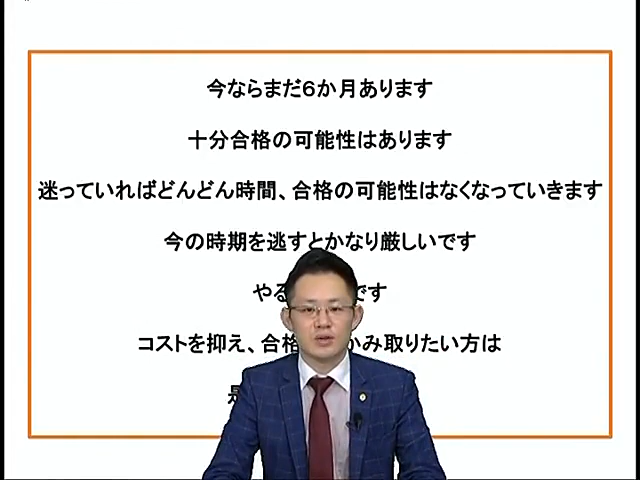 今ならまだ6か月あります
十分合格の可能性はあります
迷っていればどんどん時間、合格の可能性はなくなっていきます
今の時期を逃すとかなり厳しいです
やる です
コストを抑え、合格 かみ取りたい方は